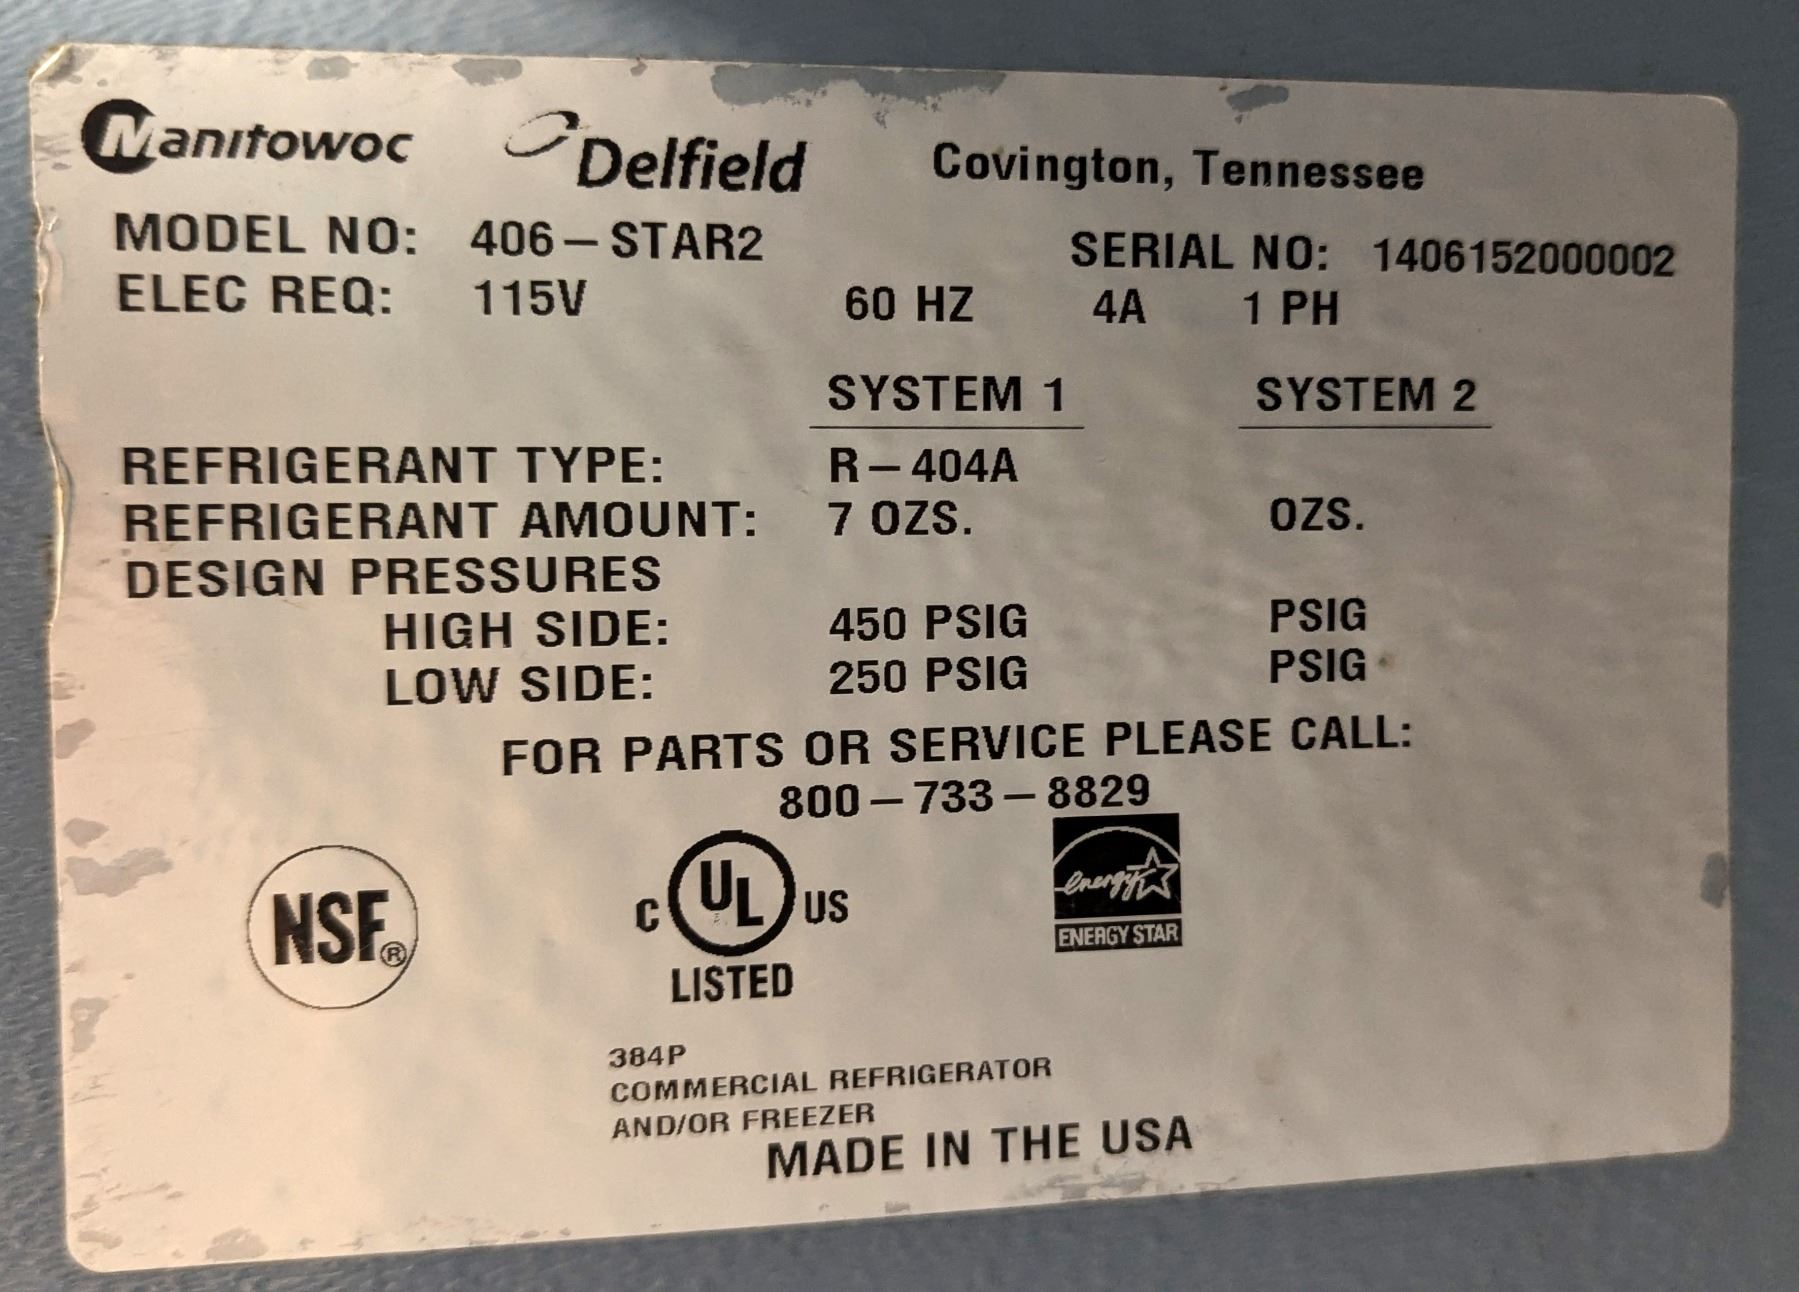 Manitowoc Delfield Covington, Tennessee
MODEL NO: 406-STAR2 SERIAL NO: 1406152000002
ELEC REQ: 115V 60 HZ 4A 1 PH
SYSTEM 1 SYSTEM 2
REFRIGERANT TYPE: R-404A
REFRIGERANT AMOUNT: 7 OZS. OZS.
DESIGN PRESSURES
HIGH SIDE: 450 PSIG PSIG
LOW SIDE: 250 PSIG PSIG
FOR PARTS OR SERVICE PLEASE CALL:
800-733-8829
NSF®
C UL US
LISTED
energy
ENERGY STAR
384P
COMMERCIAL REFRIGERATOR
AND/OR FREEZER
MADE IN THE USA